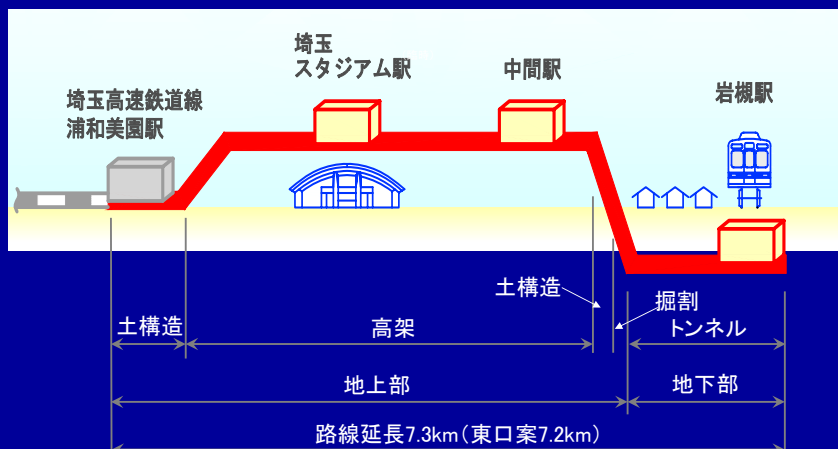 埼玉
スタジアム駅
中間駅
岩槻駅
埼玉高速鉄道線
浦和美園駅
土構造
掘割
土構造
高架
トンネル
地上部
地下部
路線延長7.3km(東口案7.2km)